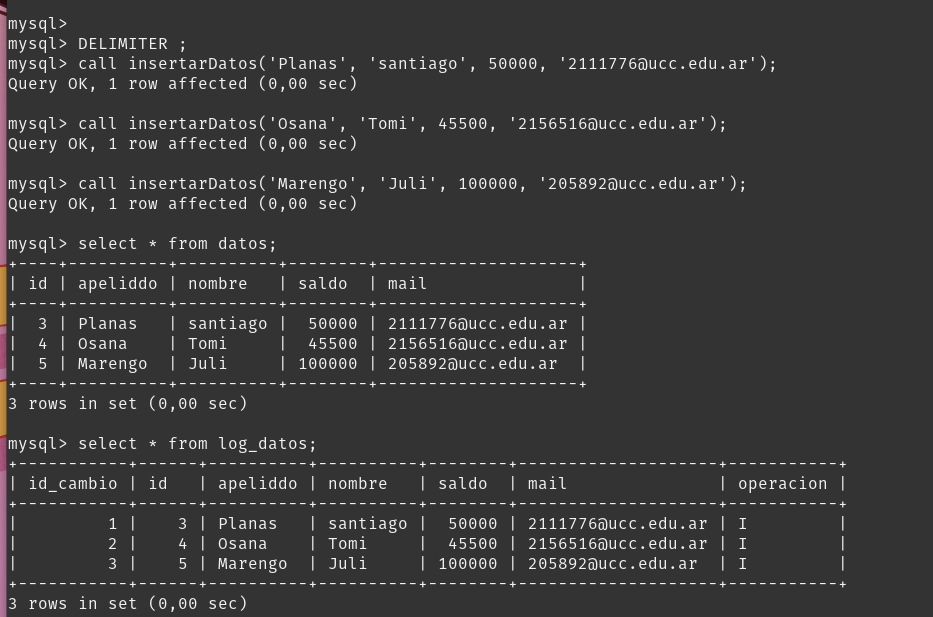 mysql>
mysql> DELIMITER ;
mysql> call insertarDatos('Planas', 'santiago', 50000, '2111776@ucc.edu.ar');
Query OK, 1 row affected (0,00 sec)
mysql> call insertarDatos('Osana', 'Tomi', 45500, '2156516@ucc.edu.ar');
Query OK, 1 row affected (0,00 sec)
mysql> call insertarDatos('Marengo', 'Juli', 100000, '205892@ucc.edu.ar');
Query OK, 1 row affected (0,00 sec)
mysql> select * from datos;
+----+----------+----------+--------+--------------------+
| id | apeliddo | nombre   | saldo  | mail               |
+----+----------+----------+--------+--------------------+
|  3 | Planas   | santiago |  50000 | 2111776@ucc.edu.ar |
|  4 | Osana    | Tomi     |  45500 | 2156516@ucc.edu.ar |
|  5 | Marengo  | Juli     | 100000 | 205892@ucc.edu.ar  |
+----+----------+----------+--------+--------------------+
3 rows in set (0,00 sec)
mysql> select * from log_datos;
+-----------+------+----------+----------+--------+--------------------+-----------+
| id_cambio | id   | apeliddo | nombre   | saldo  | mail               | operacion |
+-----------+------+----------+----------+--------+--------------------+-----------+
|         1 |    3 | Planas   | santiago |  50000 | 2111776@ucc.edu.ar | I         |
|         2 |    4 | Osana    | Tomi     |  45500 | 2156516@ucc.edu.ar | I         |
|         3 |    5 | Marengo  | Juli     | 100000 | 205892@ucc.edu.ar  | I         |
+-----------+------+----------+----------+--------+--------------------+-----------+
3 rows in set (0,00 sec)